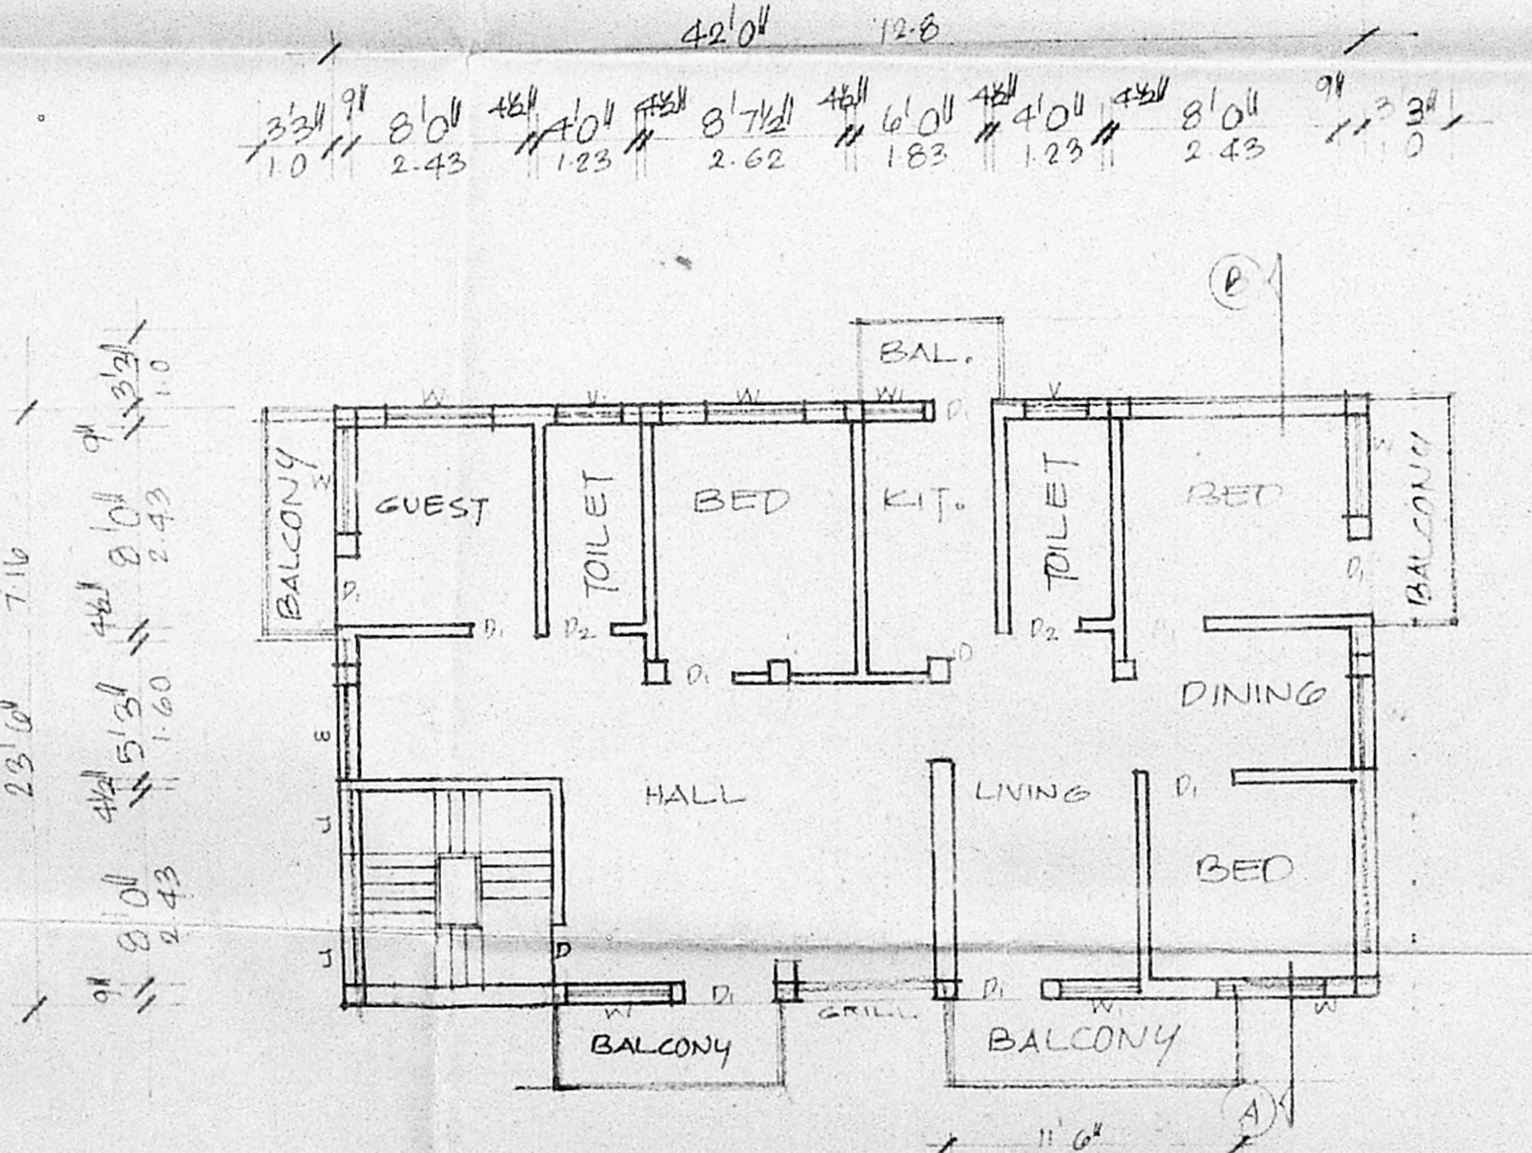 42'0" 12.8
3'3" 9" 8'0" 4½" 4'0" 4½" 8'7½" 4½" 6'0" 4½" 4'0" 4½" 8'0" 9" 3'3"
1.0 2.43 1.23 2.62 1.83 1.23 2.43 1.0
B
BAL.
W V W W1 D1 V
BALCONY
W
GUEST
TOILET
BED
KIT.
TOILET
BED
W
BALCONY
D1
D1
D1 D2
D1
D
D2
DINING
HALL
LIVING
D1
BED
D
D1
D1
GRILL
W W1 W
BALCONY
BALCONY
A
11'6"
23'6" 7.16
9" 8'0" 4½" 5'3" 4½" 8'0" 9" 3'3"
2.43 1.60 2.43 1.0